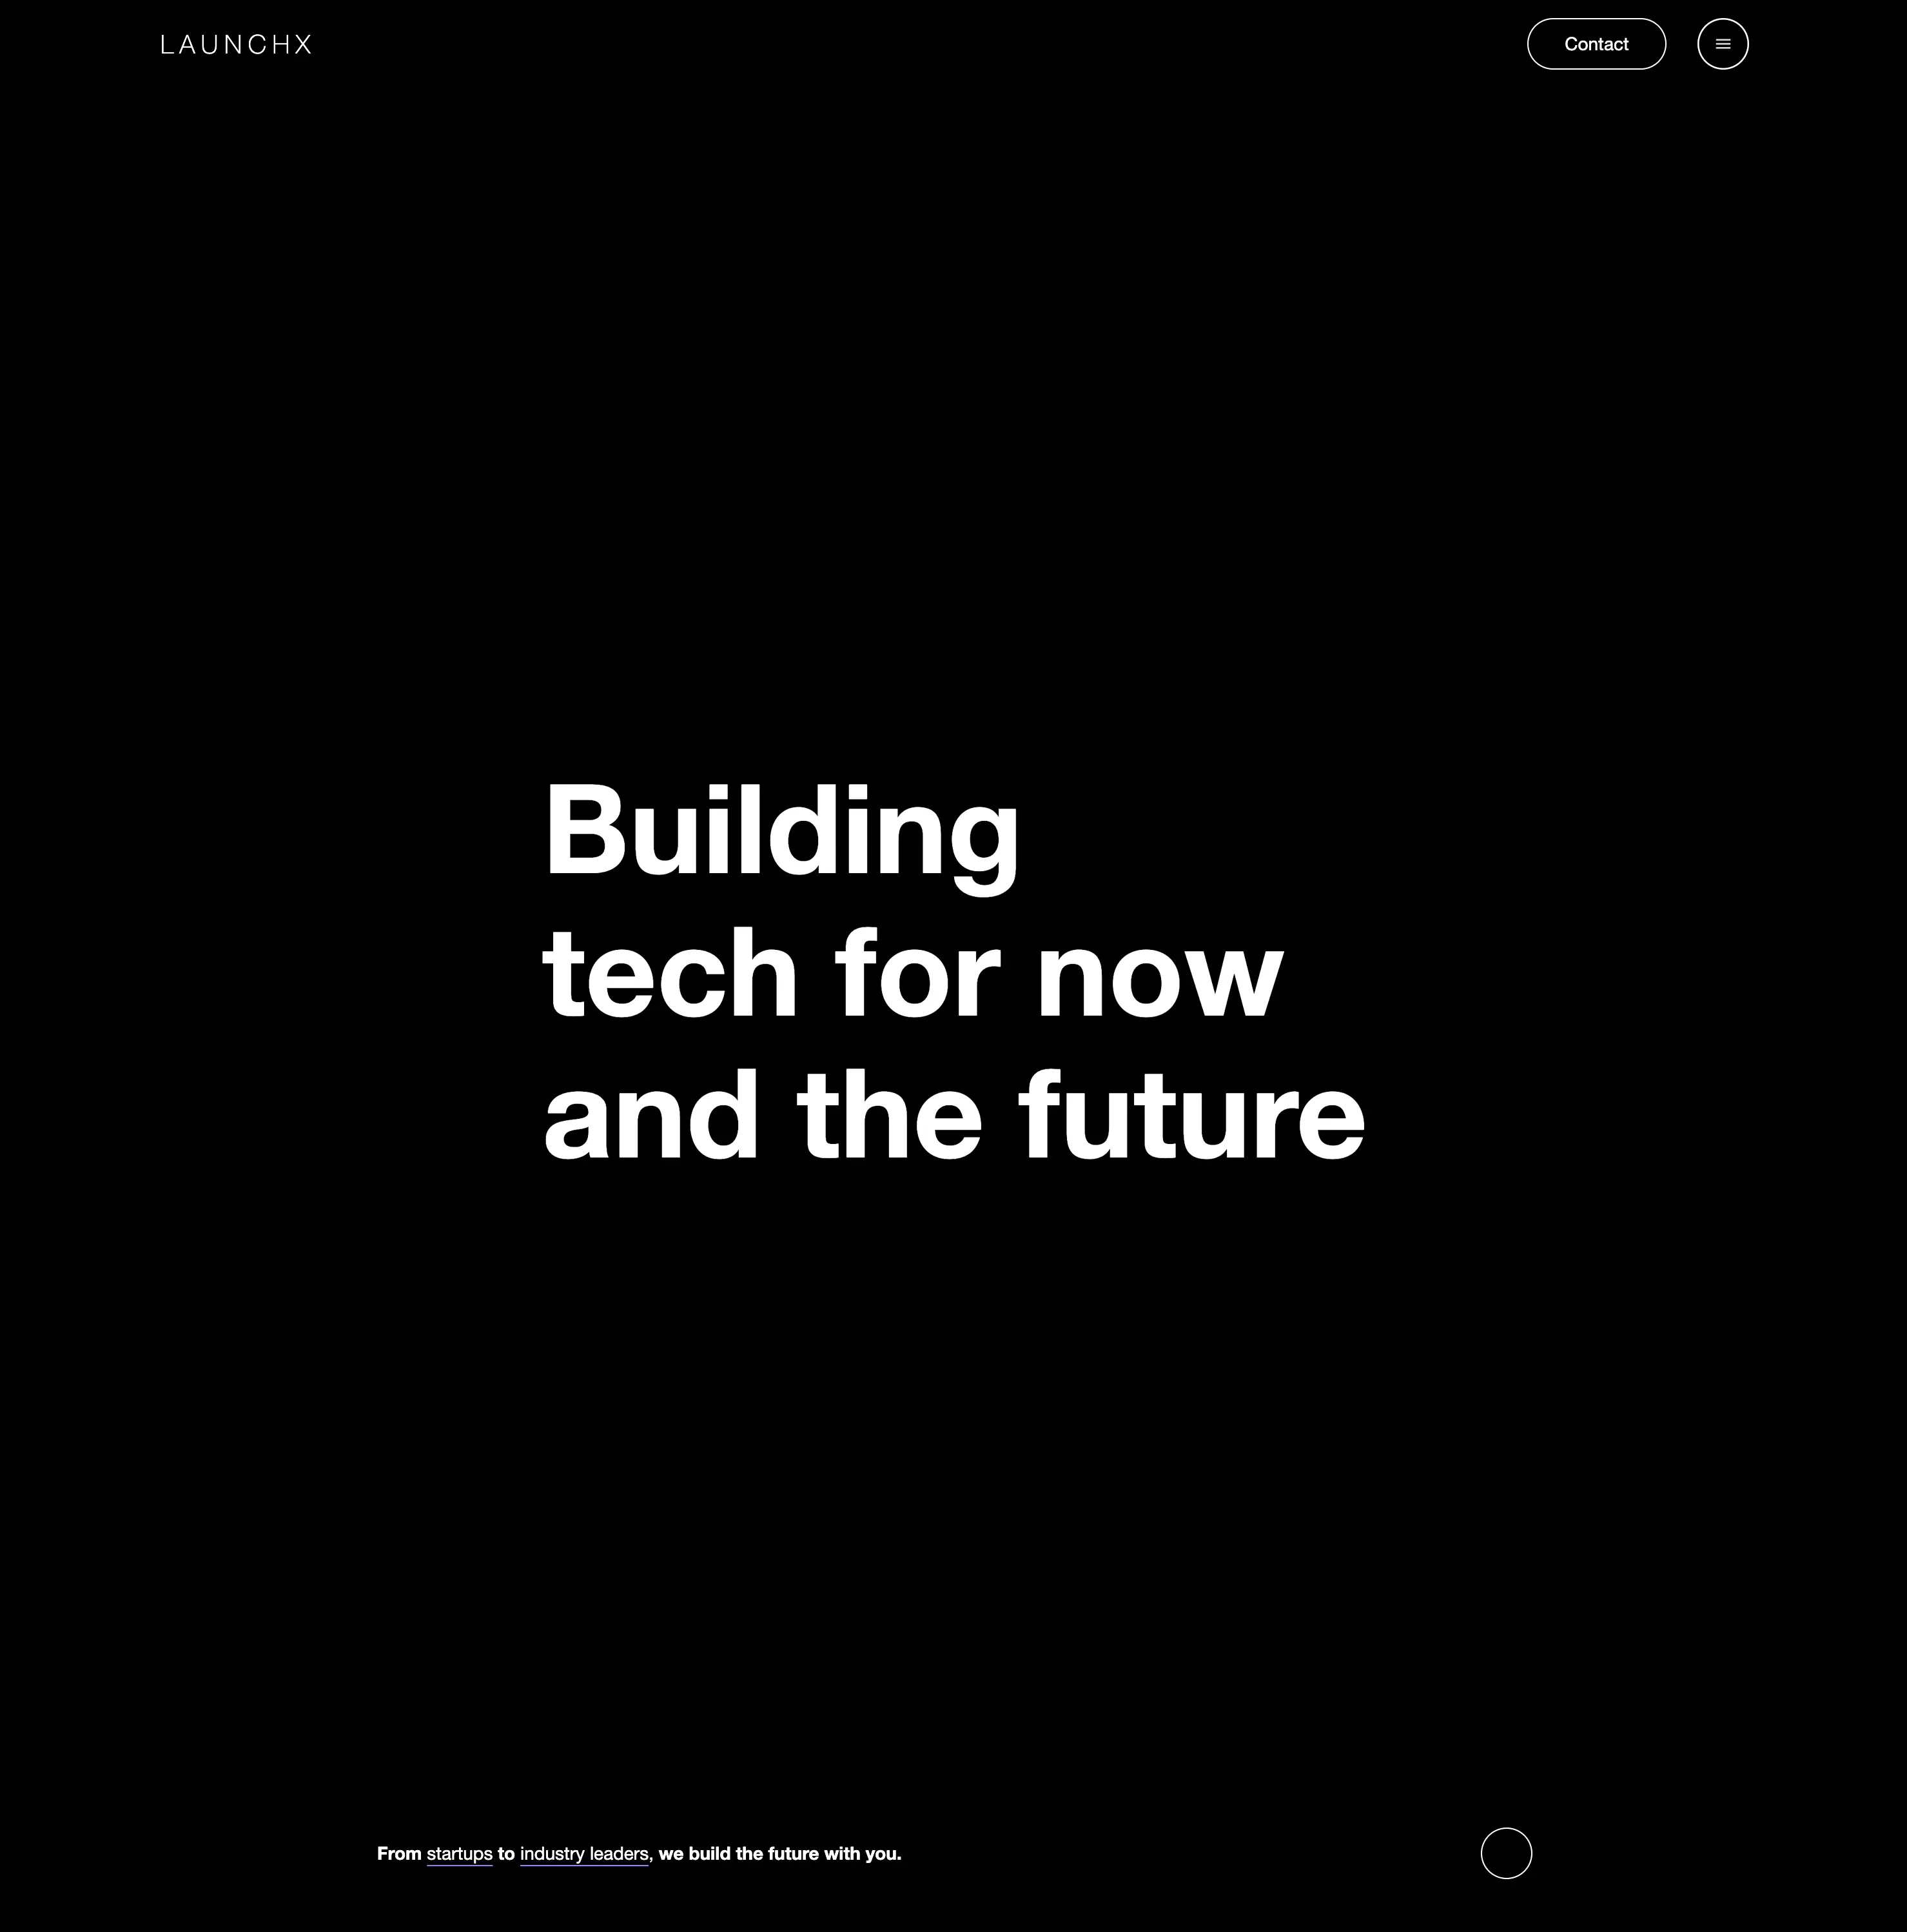 LAUNCHX
Contact
Building
tech for now
and the future
From startups to industry leaders, we build the future with you.